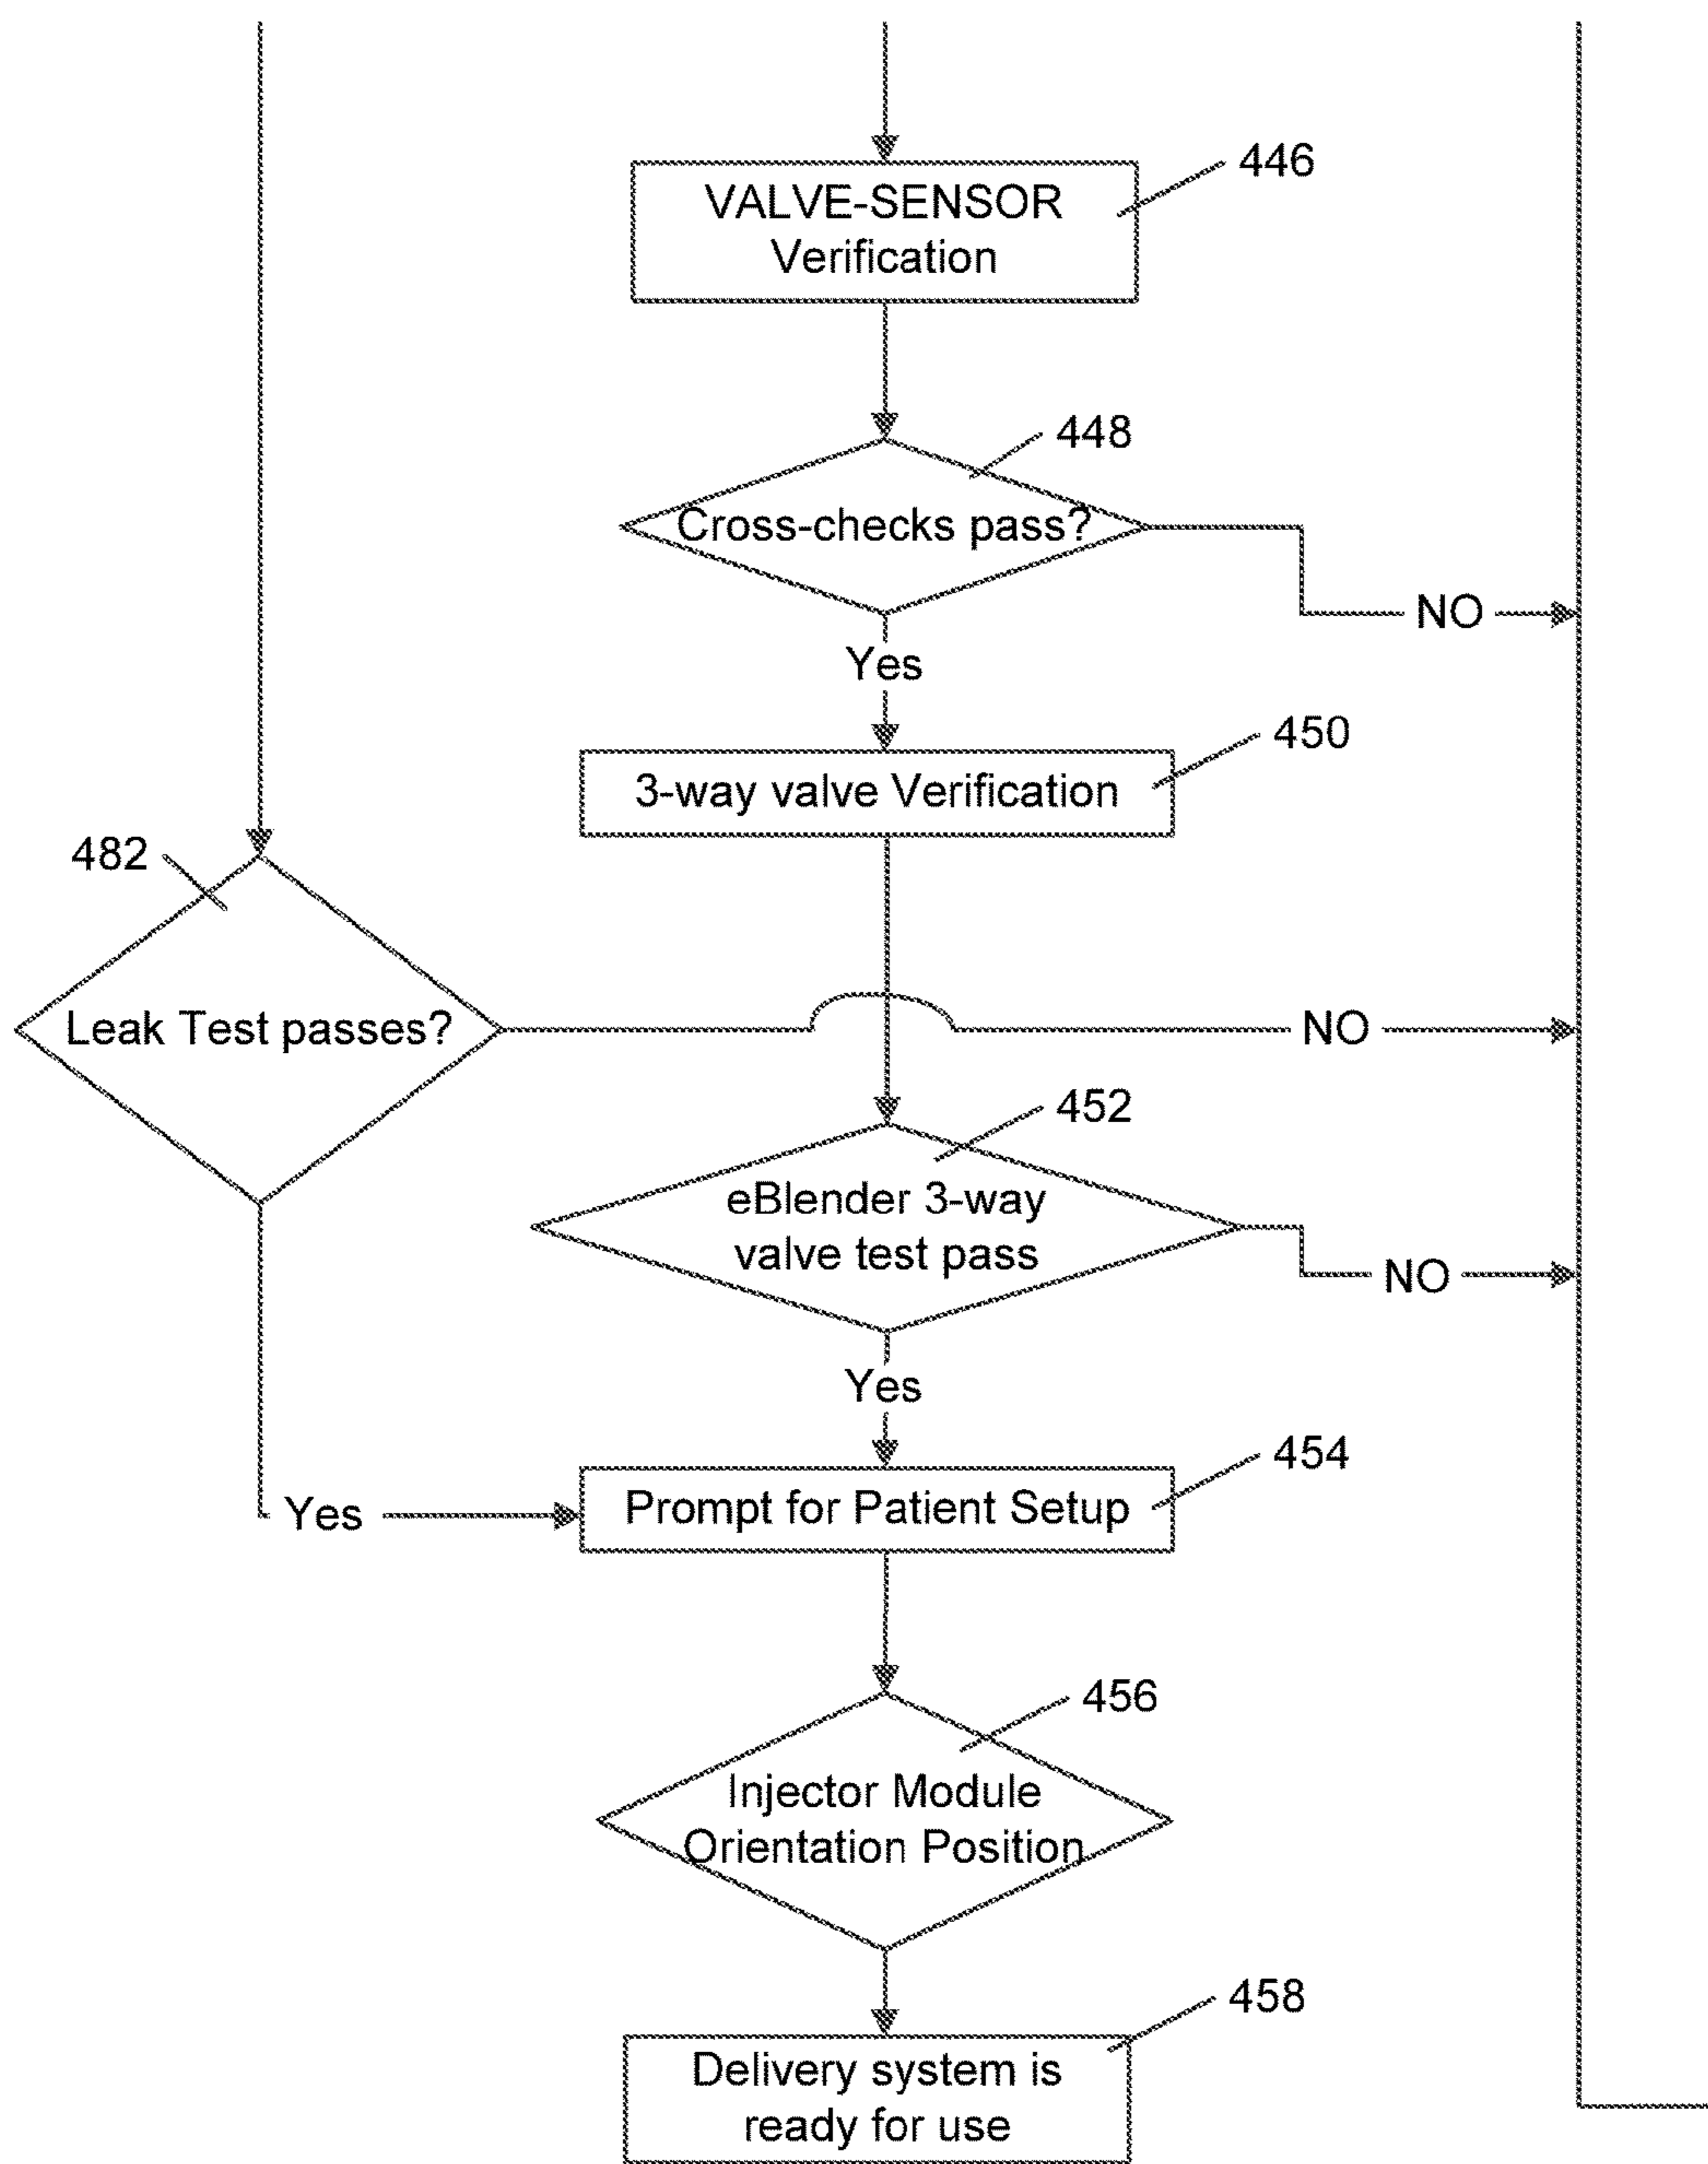 446
VALVE-SENSOR
Verification
448
Cross-checks pass?
NO
Yes
450
3-way valve Verification
482
Leak Test passes?
NO
452
eBlender 3-way
valve test pass
NO
Yes
454
Prompt for Patient Setup
Yes
456
Injector Module
Orientation Position
458
Delivery system is
ready for use